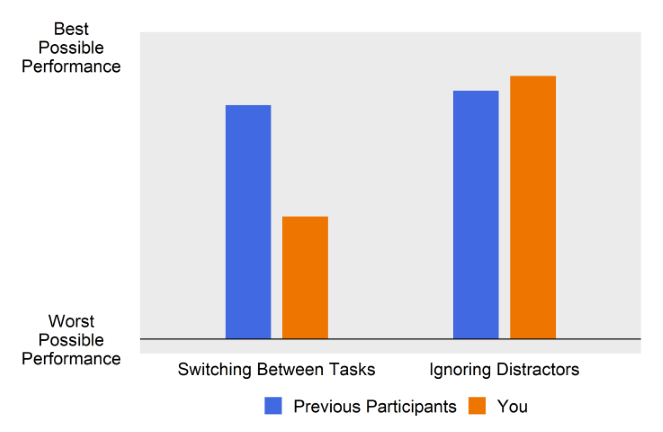 Best
Possible
Performance
Worst
Possible
Performance
Switching Between Tasks
Ignoring Distractors
Previous Participants
You